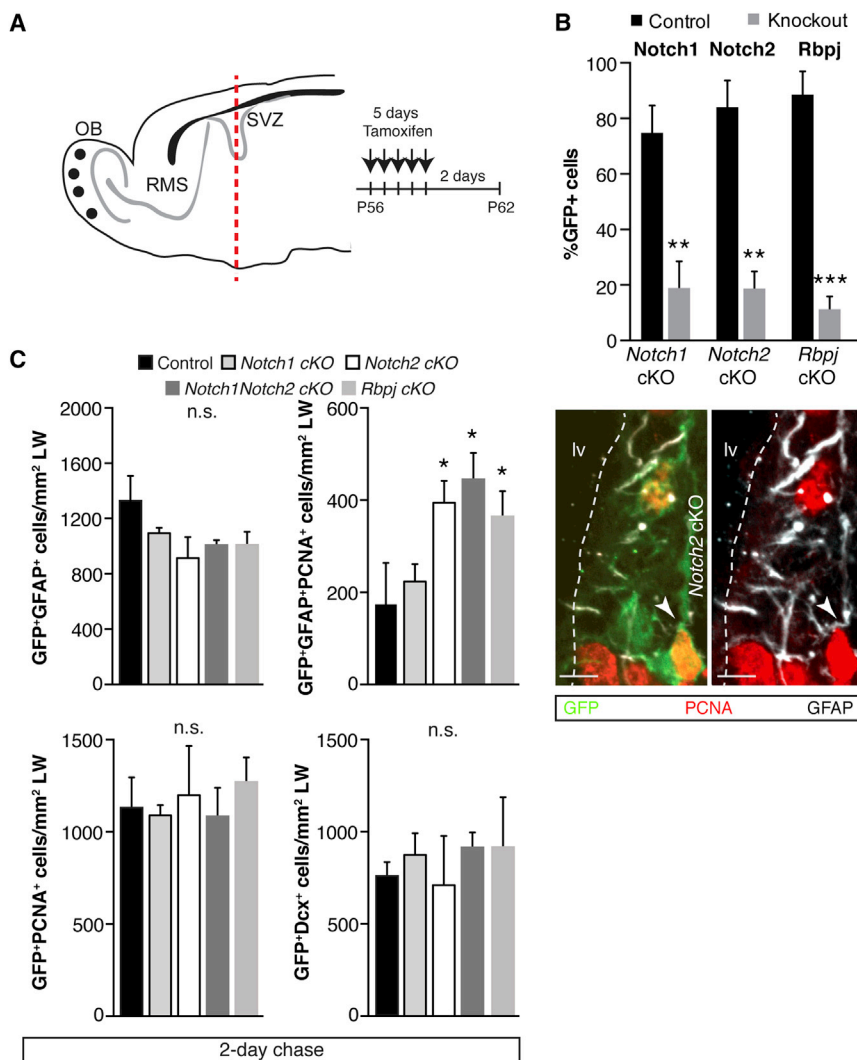 A
OB
SVZ
RMS
5 days
Tamoxifen
2 days
P56
P62
B
Control
Knockout
Notch1
Notch2
Rbpj
%GFP+ cells
100
80
60
40
20
0
**
**
***
Notch1
cKO
Notch2
cKO
Rbpj
cKO
C
Control
Notch1 cKO
Notch2 cKO
Notch1Notch2 cKO
Rbpj cKO
GFP⁺GFAP⁺ cells/mm² LW
2000
1600
1300
900
600
300
0
n.s.
GFP⁺GFAP⁺PCNA⁺ cells/mm² LW
600
400
200
0
*
*
*
GFP⁺PCNA⁺ cells/mm² LW
1500
1000
500
0
n.s.
GFP⁺Dcx⁺ cells/mm² LW
1500
1000
500
0
n.s.
2-day chase
lv
Notch2 cKO
lv
GFP
PCNA
GFAP